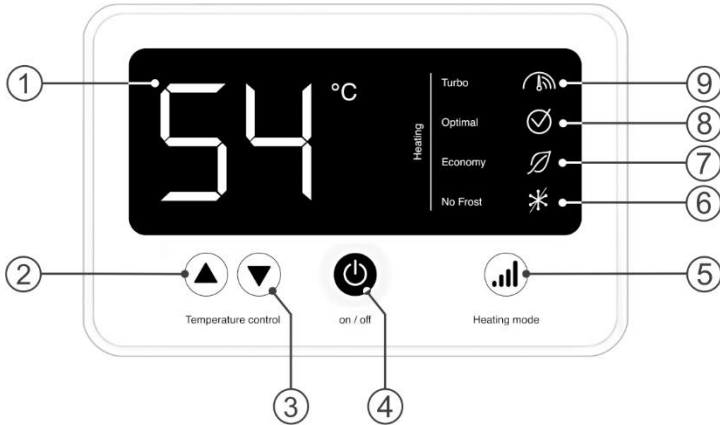 1
54 °C
Heating
Turbo
9
Optimal
8
Economy
7
No Frost
6
2
5
Temperature control
on / off
Heating mode
3
4